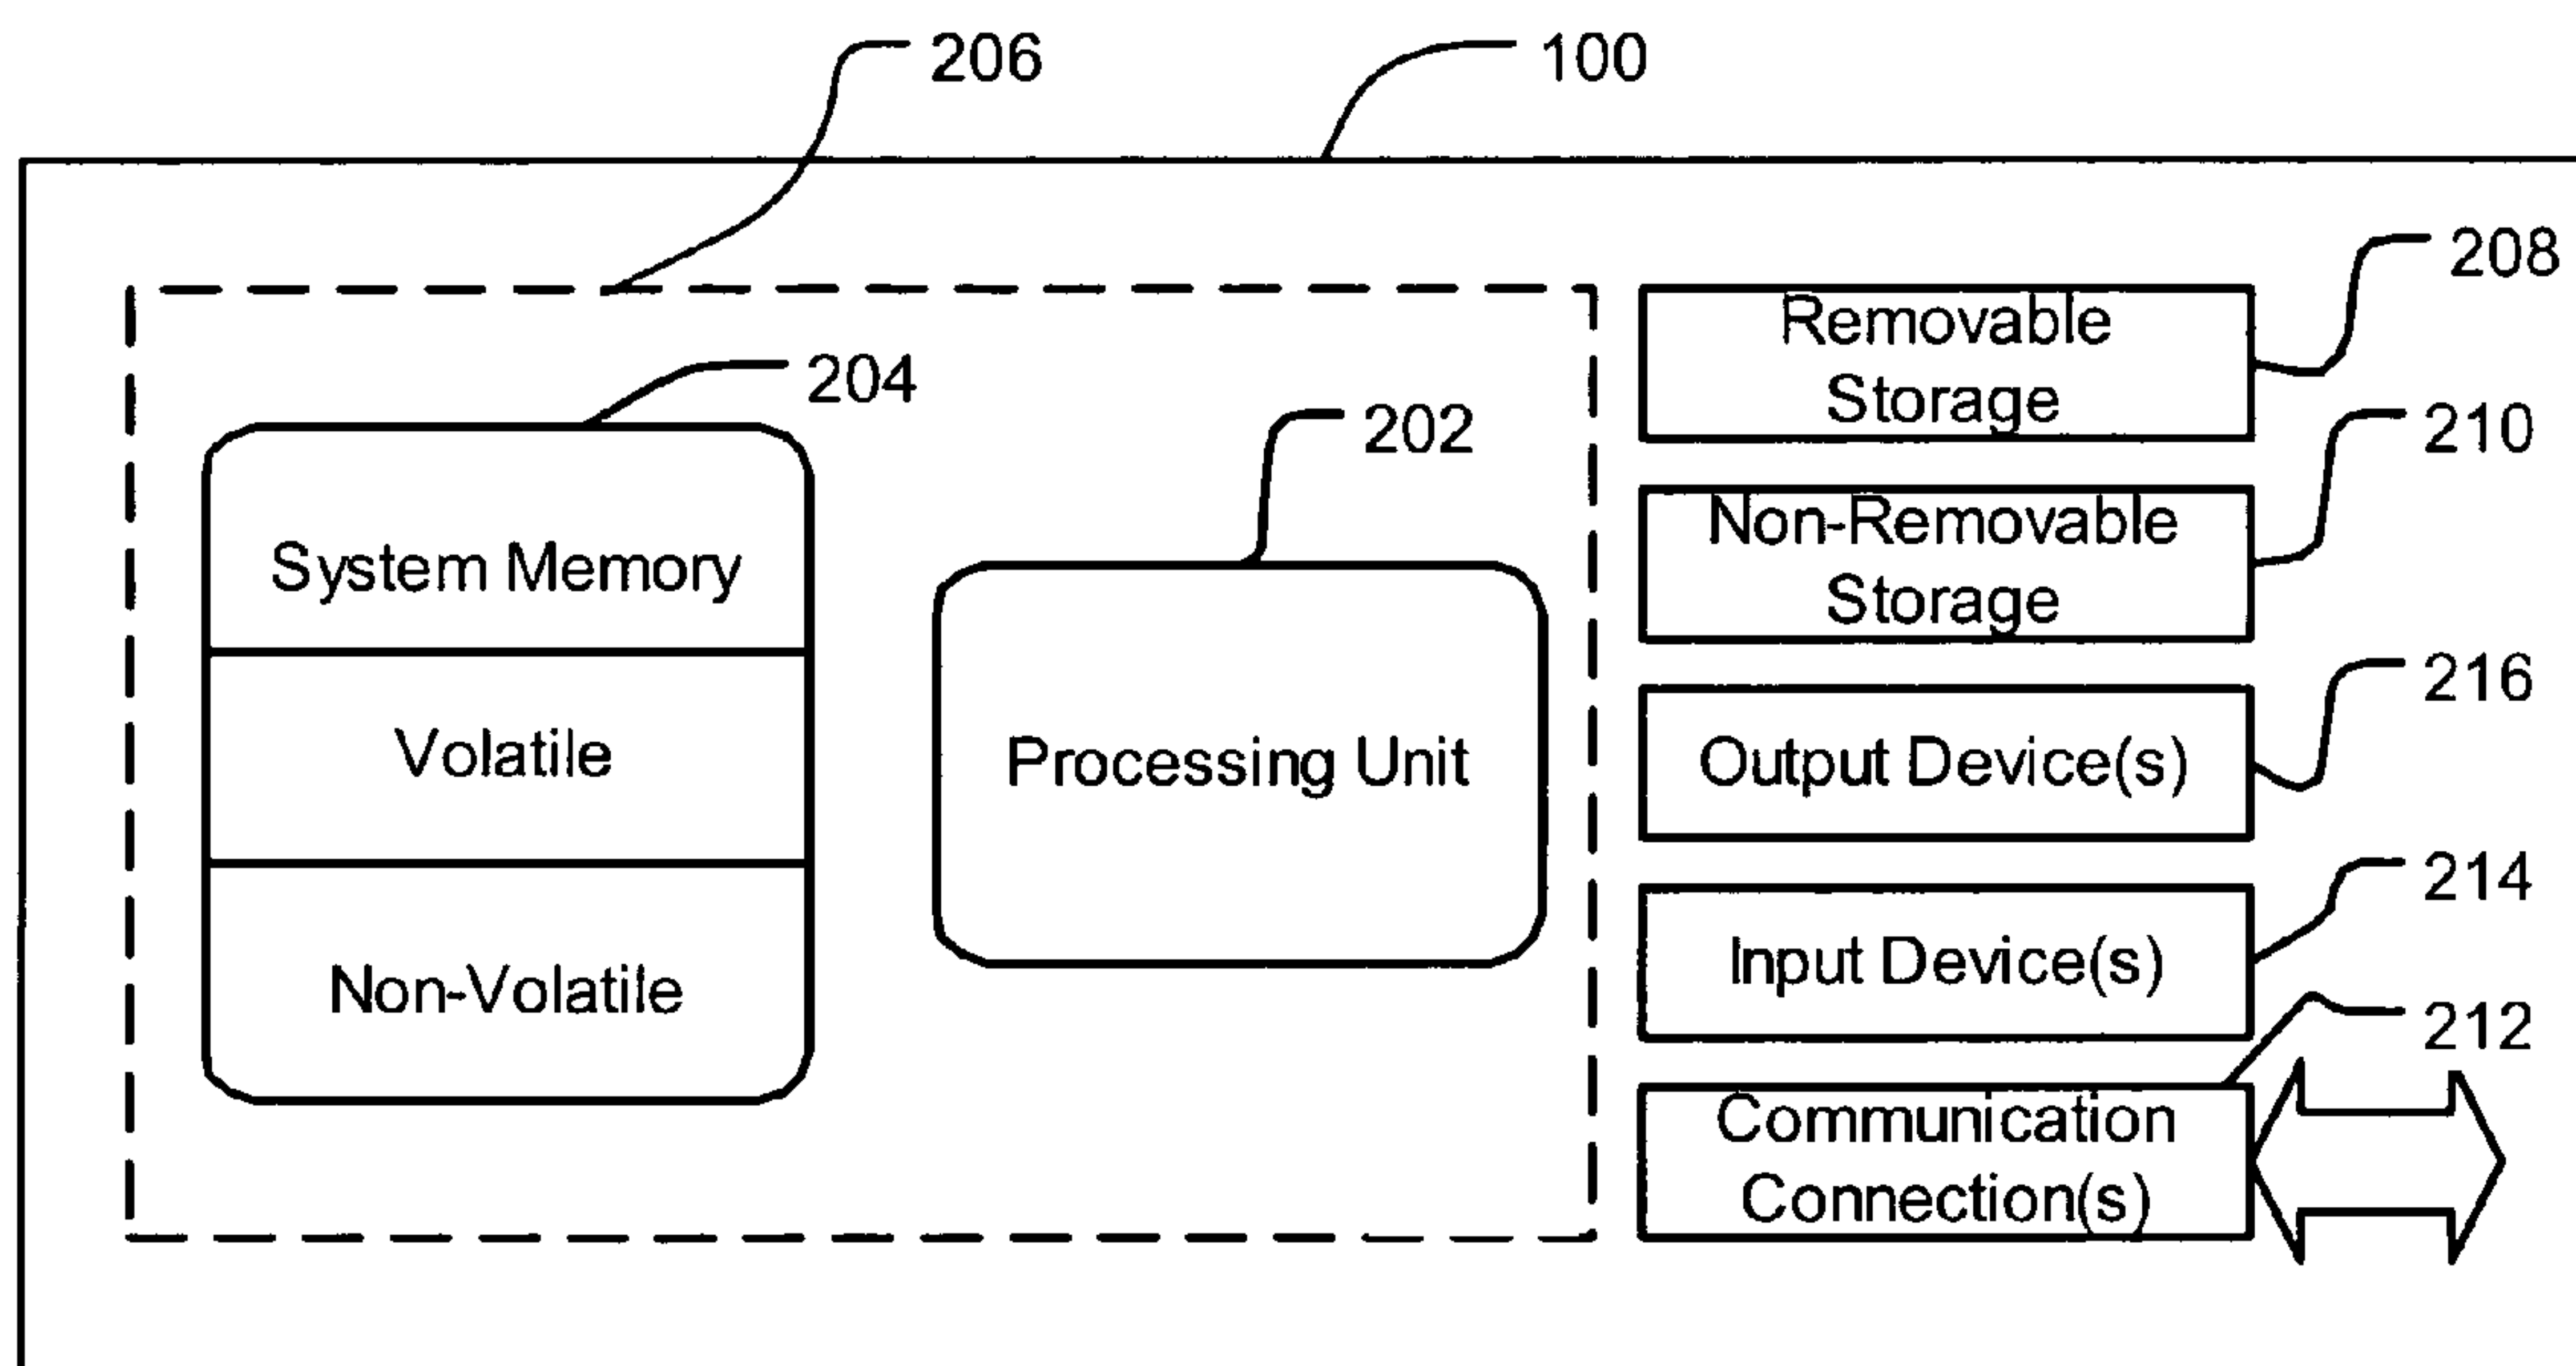 206
100
208
Removable
Storage
204
202
210
Non-Removable
Storage
System Memory
216
Volatile
Processing Unit
Output Device(s)
214
Input Device(s)
Non-Volatile
212
Communication
Connection(s)